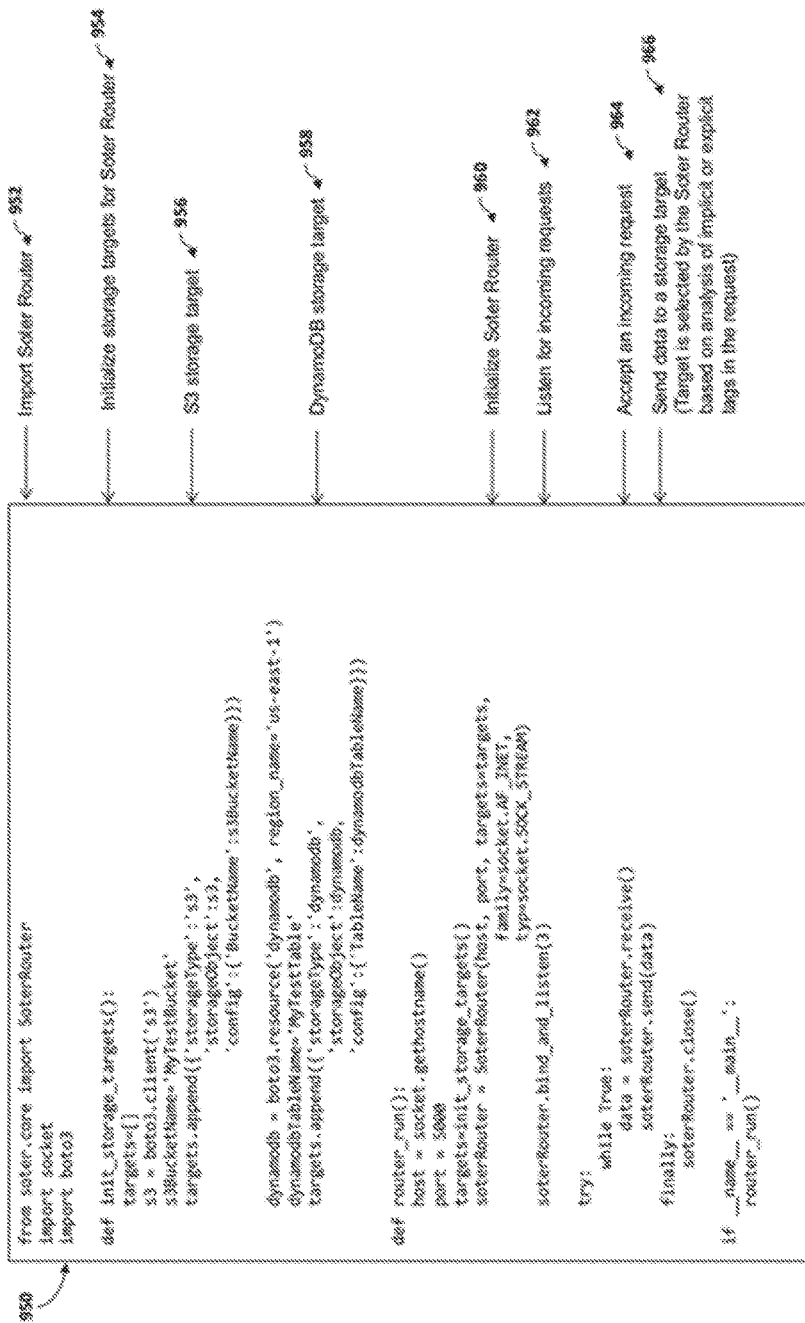 950
from soter.core import SoterRouter
import socket
import boto3
def init_storage_targets():
targets=[]
s3 = boto3.client('s3')
s3BucketName='MyTestBucket'
targets.append(({'storageType':'s3',
'storageObject':s3,
'config':{'BucketName':s3BucketName}))
dynamodb = boto3.resource('dynamodb', region_name='us-east-1')
dynamodbTableName='MyTestTable'
targets.append(({'storageType':'dynamodb',
'storageObject':dynamodb,
'config':{'TableName':dynamodbTableName}))
def router_run():
host = socket.gethostname()
port = 5000
targets=init_storage_targets()
soterRouter = SoterRouter(host, port, targets=targets,
family=socket.AF_INET,
type=socket.SOCK_STREAM)
soterRouter.bind_and_listen(3)
try:
while True:
data = soterRouter.receive()
soterRouter.send(data)
finally:
soterRouter.close()
if __name__ == '__main__':
router_run()
Import Soter Router 952
Initialize storage targets for Soter Router 954
S3 storage target 956
DynamoDB storage target 958
Initialize Soter Router 960
Listen for incoming requests 962
Accept an incoming request 964
Send data to a storage target 966
(Target is selected by the Soter Router
based on analysis of implicit or explicit
tags in the request)